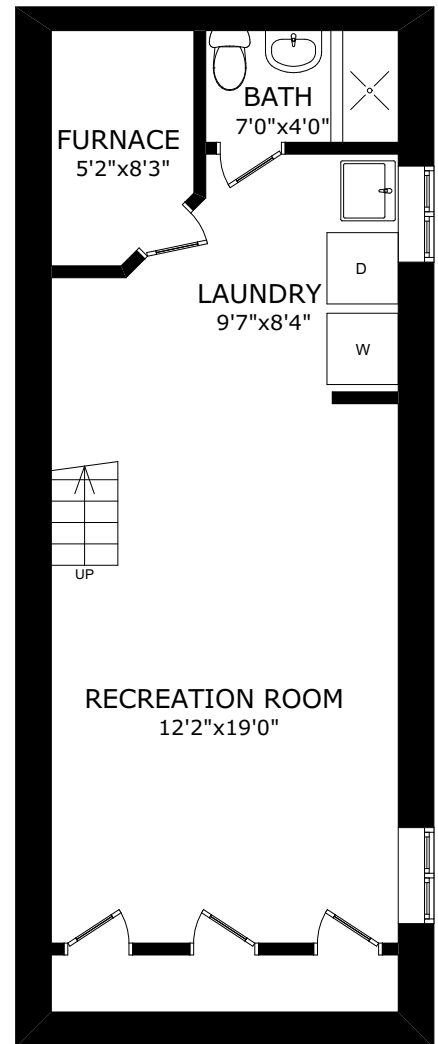 BATH
7'0"x4'0"
FURNACE
5'2"x8'3"
D
LAUNDRY
9'7"x8'4"
W
UP
RECREATION ROOM
12'2"x19'0"